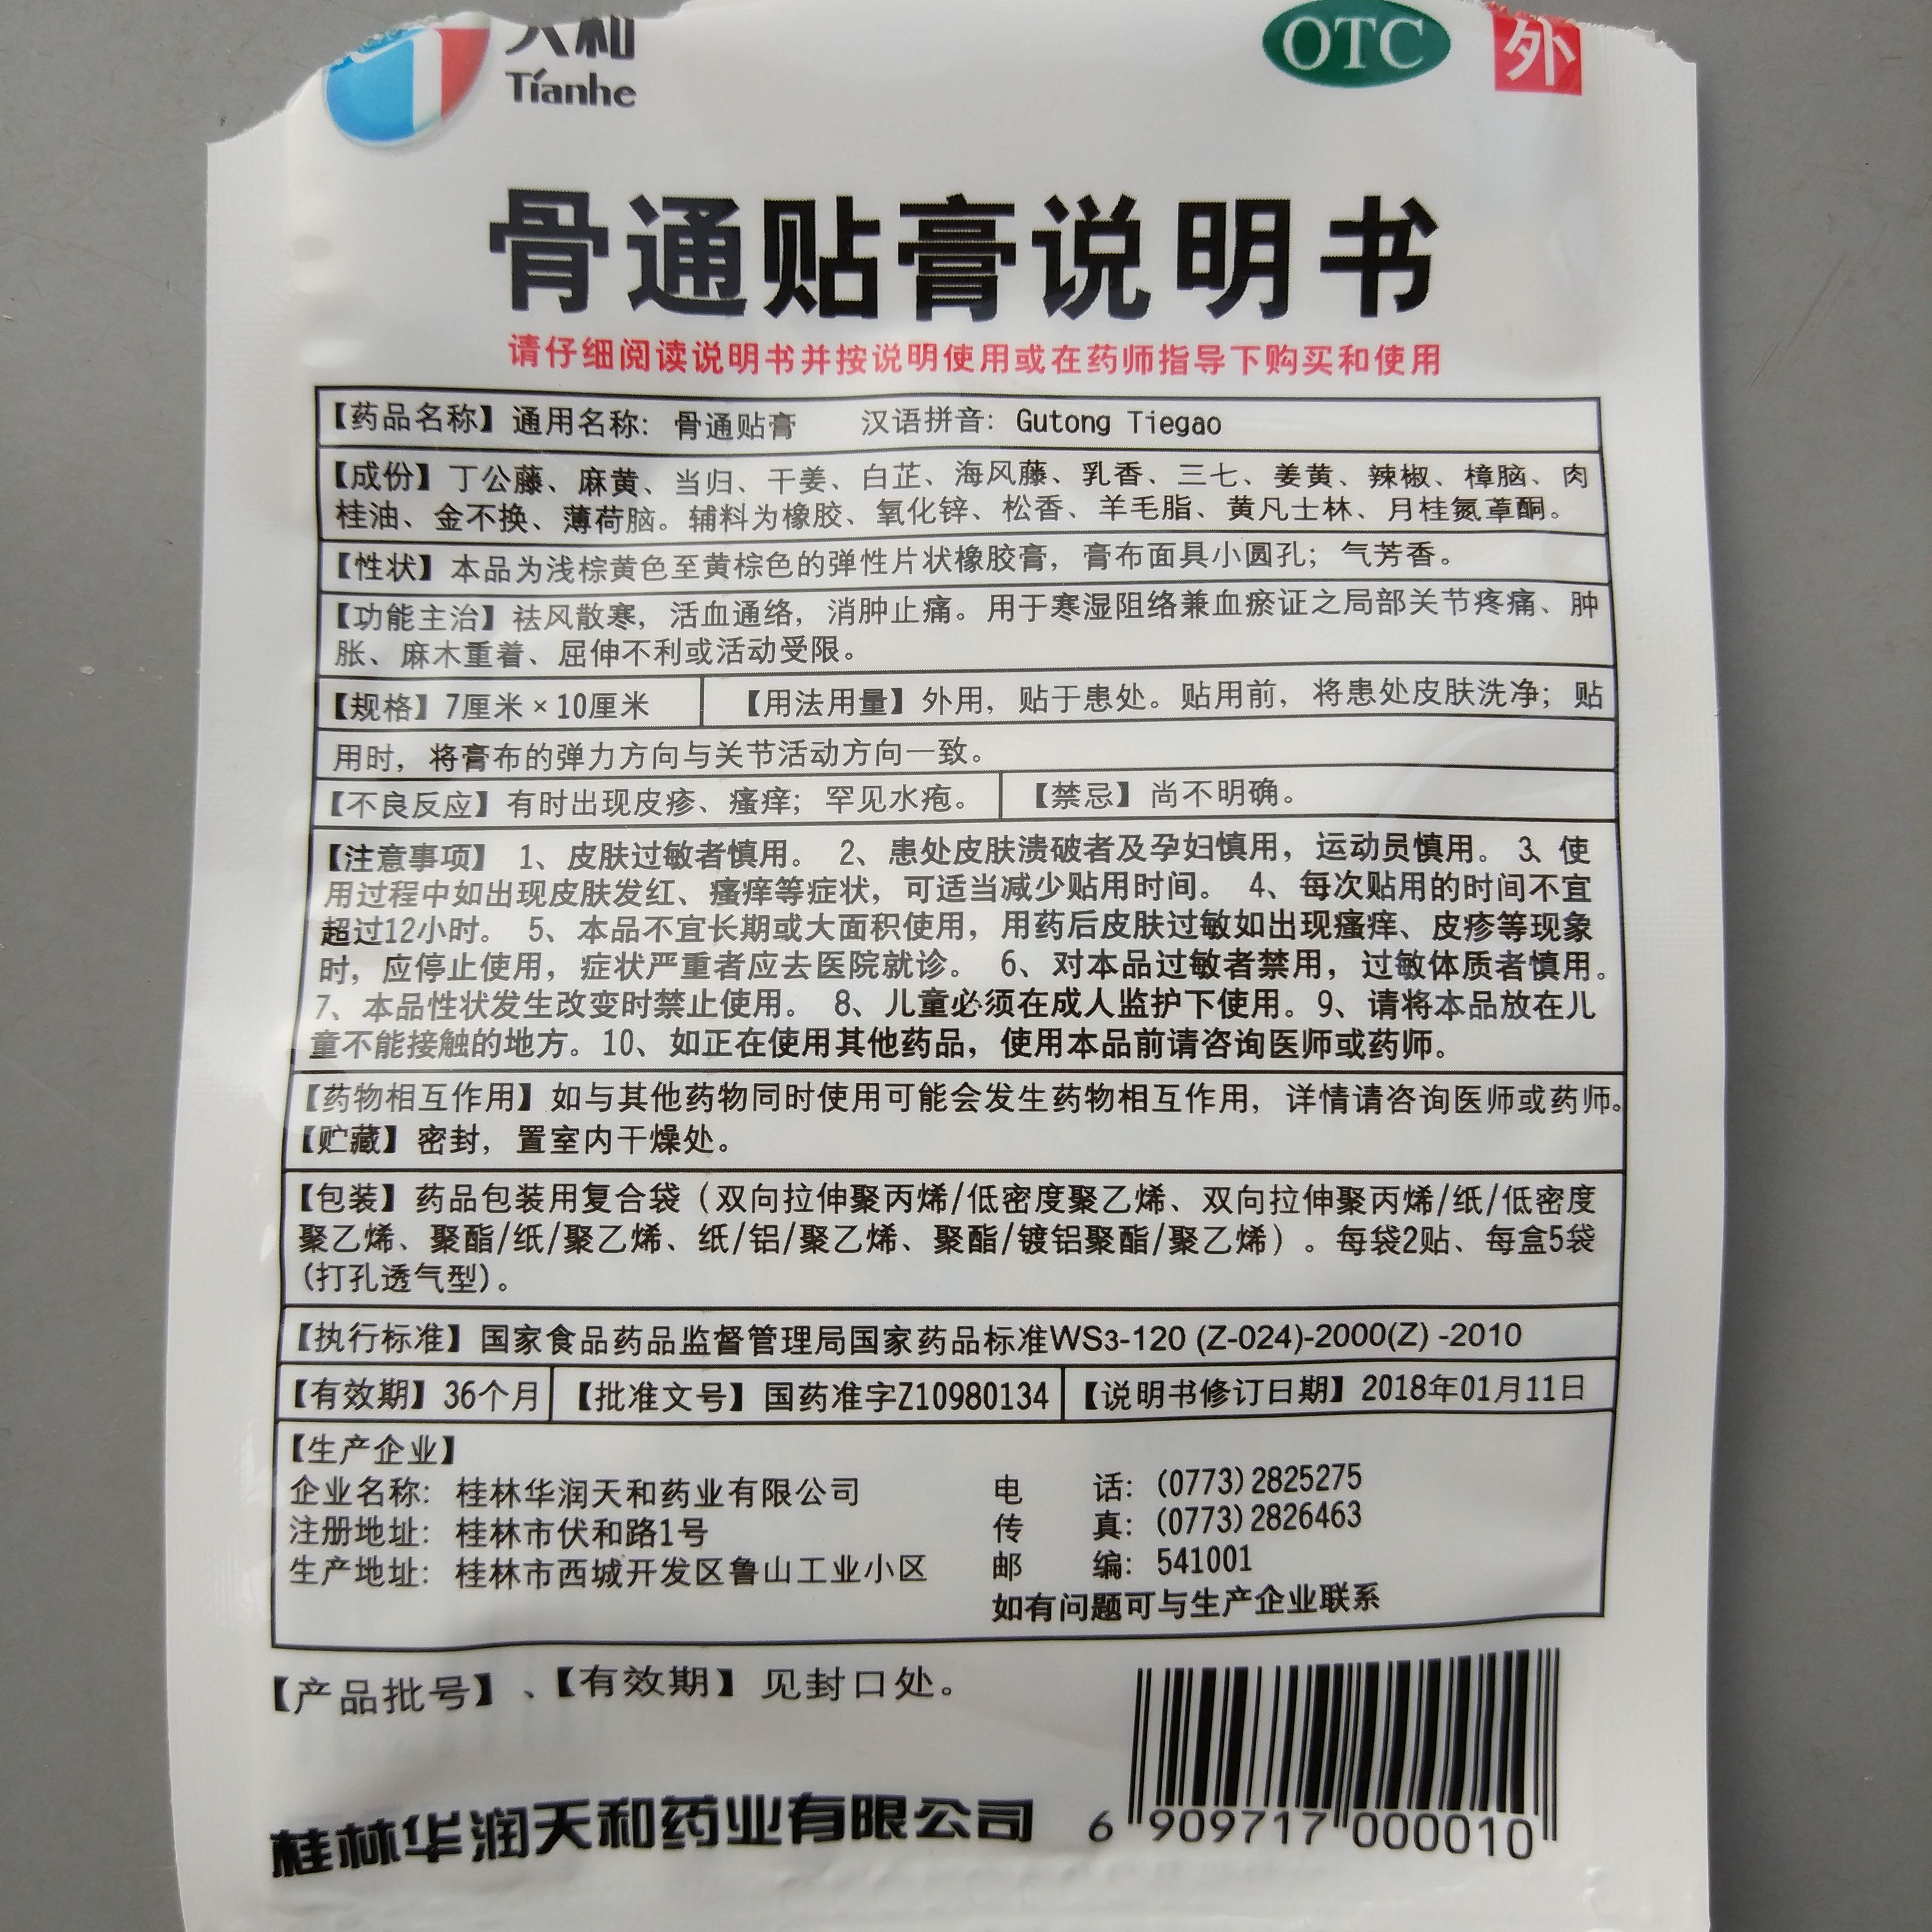 天和
Tianhe
OTC
外
骨通贴膏说明书
请仔细阅读说明书并按说明使用或在药师指导下购买和使用
【药品名称】通用名称：骨通贴膏 汉语拼音：Gutong Tiegao
【成份】丁公藤、麻黄、当归、干姜、白芷、海风藤、乳香、三七、姜黄、辣椒、樟脑、肉
桂油、金不换、薄荷脑。辅料为橡胶、氧化锌、松香、羊毛脂、黄凡士林、月桂氮䓬酮。
【性状】本品为浅棕黄色至黄棕色的弹性片状橡胶膏，膏布面具小圆孔；气芳香。
【功能主治】祛风散寒，活血通络，消肿止痛。用于寒湿阻络兼血瘀证之局部关节疼痛、肿
胀、麻木重着、屈伸不利或活动受限。
【规格】7厘米×10厘米 【用法用量】外用，贴于患处。贴用前，将患处皮肤洗净；贴
用时，将膏布的弹力方向与关节活动方向一致。
【不良反应】有时出现皮疹、瘙痒；罕见水疱。 【禁忌】尚不明确。
【注意事项】 1、皮肤过敏者慎用。 2、患处皮肤溃破者及孕妇慎用，运动员慎用。 3、使
用过程中如出现皮肤发红、瘙痒等症状，可适当减少贴用时间。 4、每次贴用的时间不宜
超过12小时。 5、本品不宜长期或大面积使用，用药后皮肤过敏如出现瘙痒、皮疹等现象
时，应停止使用，症状严重者应去医院就诊。 6、对本品过敏者禁用，过敏体质者慎用。
7、本品性状发生改变时禁止使用。 8、儿童必须在成人监护下使用。9、请将本品放在儿
童不能接触的地方。10、如正在使用其他药品，使用本品前请咨询医师或药师。
【药物相互作用】如与其他药物同时使用可能会发生药物相互作用，详情请咨询医师或药师。
【贮藏】密封，置室内干燥处。
【包装】药品包装用复合袋（双向拉伸聚丙烯/低密度聚乙烯、双向拉伸聚丙烯/纸/低密度
聚乙烯、聚酯/纸/聚乙烯、纸/铝/聚乙烯、聚酯/镀铝聚酯/聚乙烯）。每袋2贴、每盒5袋
(打孔透气型)。
【执行标准】国家食品药品监督管理局国家药品标准WS3-120 (Z-024)-2000(Z) -2010
【有效期】36个月 【批准文号】国药准字Z10980134 【说明书修订日期】2018年01月11日
【生产企业】
企业名称：桂林华润天和药业有限公司 电 话：(0773)2825275
注册地址：桂林市伏和路1号 传 真：(0773)2826463
生产地址：桂林市西城开发区鲁山工业小区 邮 编：541001
如有问题可与生产企业联系
【产品批号】、【有效期】见封口处。
桂林华润天和药业有限公司
6 909717 000010